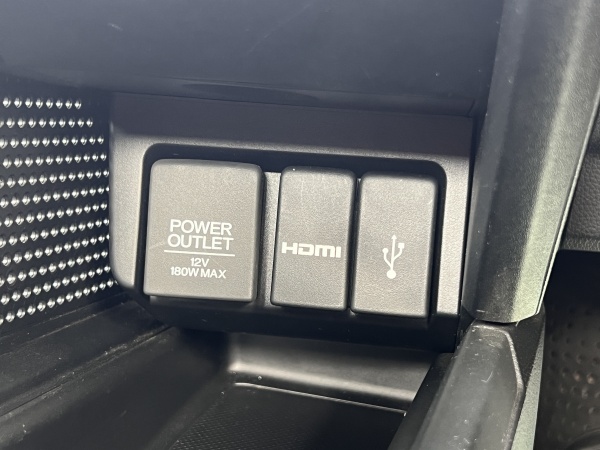 POWER
OUTLET
12V
180W MAX
HDMI